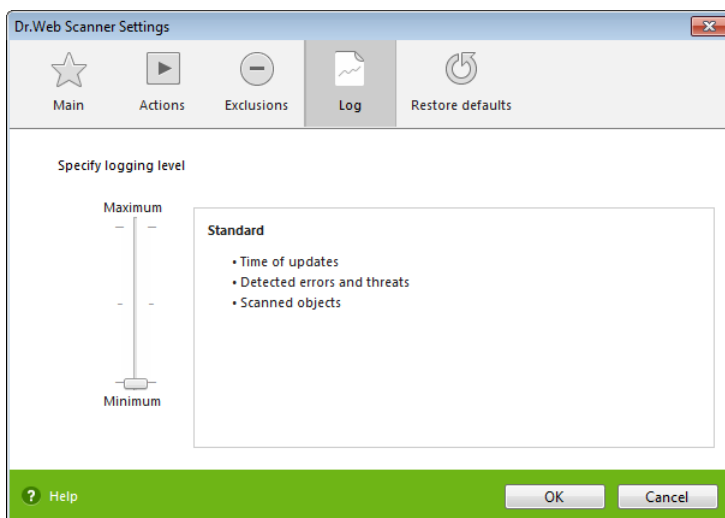 Dr.Web Scanner Settings
Main Actions Exclusions Log Restore defaults
Specify logging level
Maximum
Standard
• Time of updates
• Detected errors and threats
• Scanned objects
Minimum
? Help OK Cancel